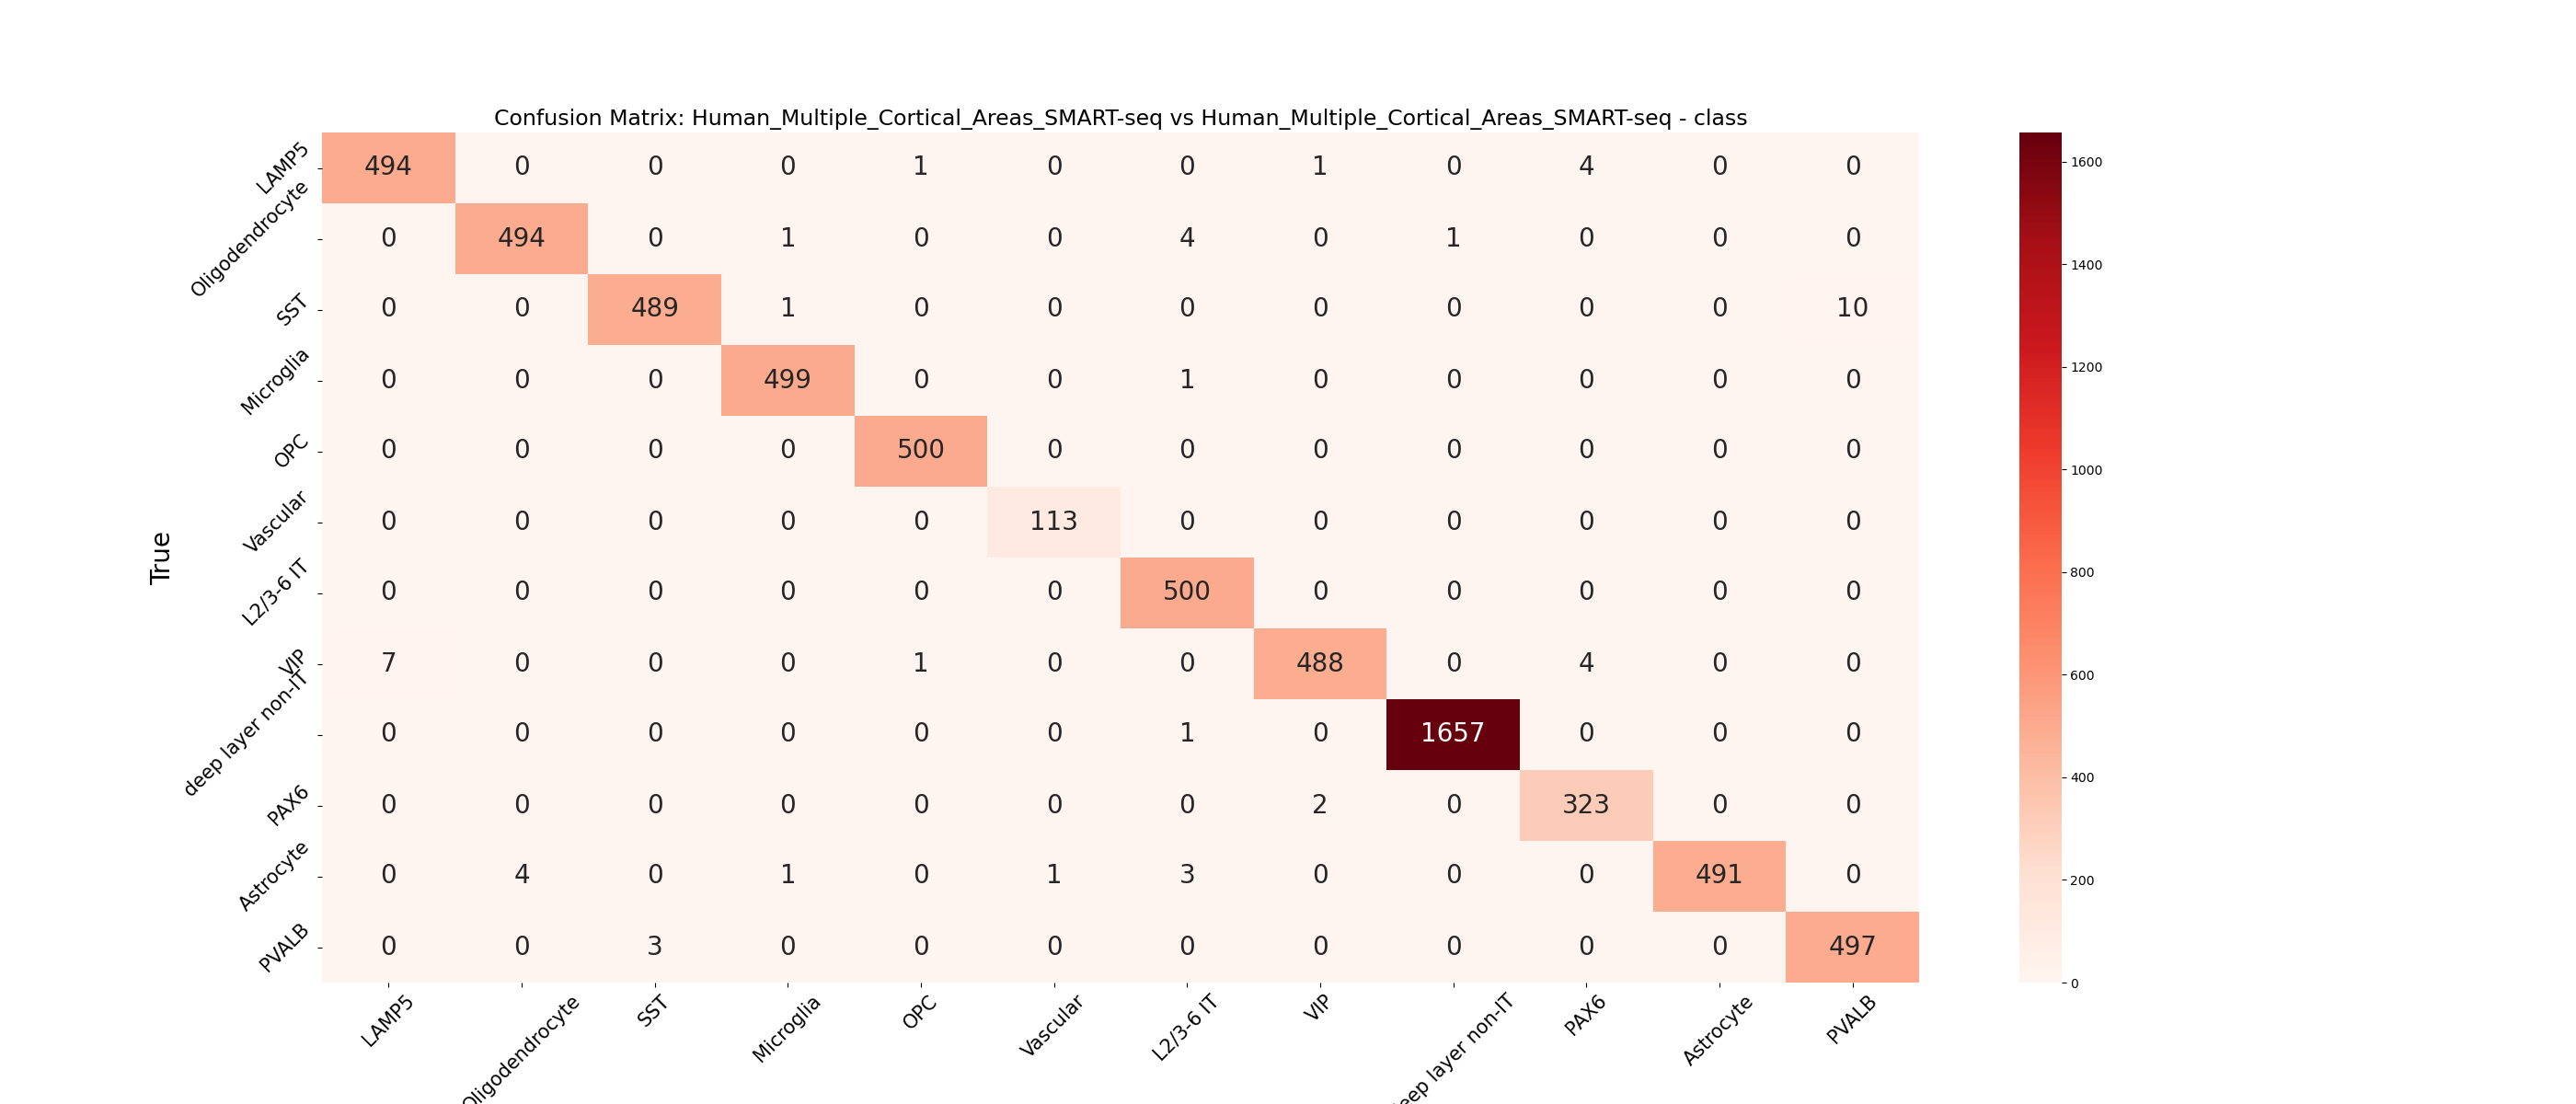 Confusion Matrix: Human_Multiple_Cortical_Areas_SMART-seq vs Human_Multiple_Cortical_Areas_SMART-seq - class
LAMP5 494 0 0 0 1 0 0 1 0 4 0 0
Oligodendrocyte 0 494 0 1 0 0 4 0 1 0 0 0
SST 0 0 489 1 0 0 0 0 0 0 0 10
Microglia 0 0 0 499 0 0 1 0 0 0 0 0
OPC 0 0 0 0 500 0 0 0 0 0 0 0
Vascular 0 0 0 0 0 113 0 0 0 0 0 0
L2/3-6 IT 0 0 0 0 0 0 500 0 0 0 0 0
VIP 7 0 0 0 1 0 0 488 0 4 0 0
deep layer non-IT 0 0 0 0 0 0 1 0 1657 0 0 0
PAX6 0 0 0 0 0 0 0 2 0 323 0 0
Astrocyte 0 4 0 1 0 1 3 0 0 0 491 0
PVALB 0 0 3 0 0 0 0 0 0 0 0 497
True
LAMP5 Oligodendrocyte SST Microglia OPC Vascular L2/3-6 IT VIP eep layer non-IT PAX6 Astrocyte PVALB
1600
1400
1200
1000
800
600
400
200
0